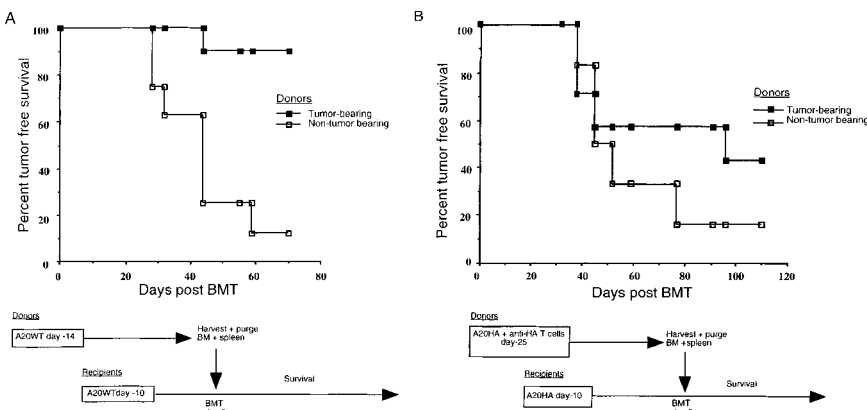 A
Percent tumor free survival
100
80
60
40
20
0
0
20
40
60
80
Days post BMT
Donors
Tumor-bearing
Non-tumor bearing
Donors
A20WT day -14
Harvest + purge
BM + spleen
Recipients
A20WTday -10
Survival
BMT
B
Percent tumor free survival
100
80
60
40
20
0
0
20
40
60
80
100
120
Days post BMT
Donors
Tumor-bearing
Non-tumor bearing
Donors
A20HA + anti-HA T cells
day-25
Harvest + purge
BM +spleen
Recipients
A20HA day-10
Survival
BMT